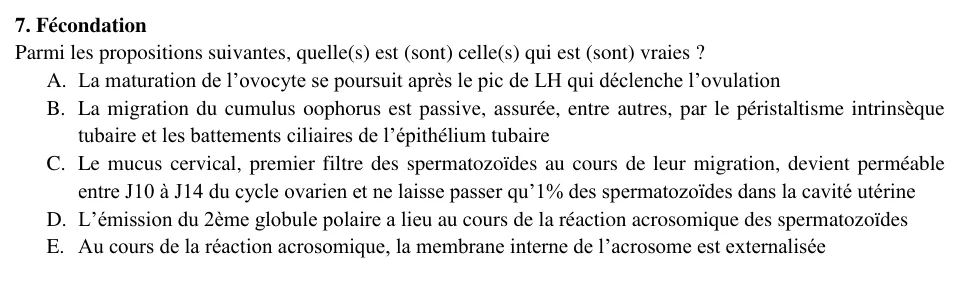 7. Fécondation
Parmi les propositions suivantes, quelle(s) est (sont) celle(s) qui est (sont) vraies ?
A. La maturation de l'ovocyte se poursuit après le pic de LH qui déclenche l'ovulation
B. La migration du cumulus oophorus est passive, assurée, entre autres, par le péristaltisme intrinsèque
tubaire et les battements ciliaires de l'épithélium tubaire
C. Le mucus cervical, premier filtre des spermatozoïdes au cours de leur migration, devient perméable
entre J10 à J14 du cycle ovarien et ne laisse passer qu'1% des spermatozoïdes dans la cavité utérine
D. L'émission du 2ème globule polaire a lieu au cours de la réaction acrosomique des spermatozoïdes
E. Au cours de la réaction acrosomique, la membrane interne de l'acrosome est externalisée